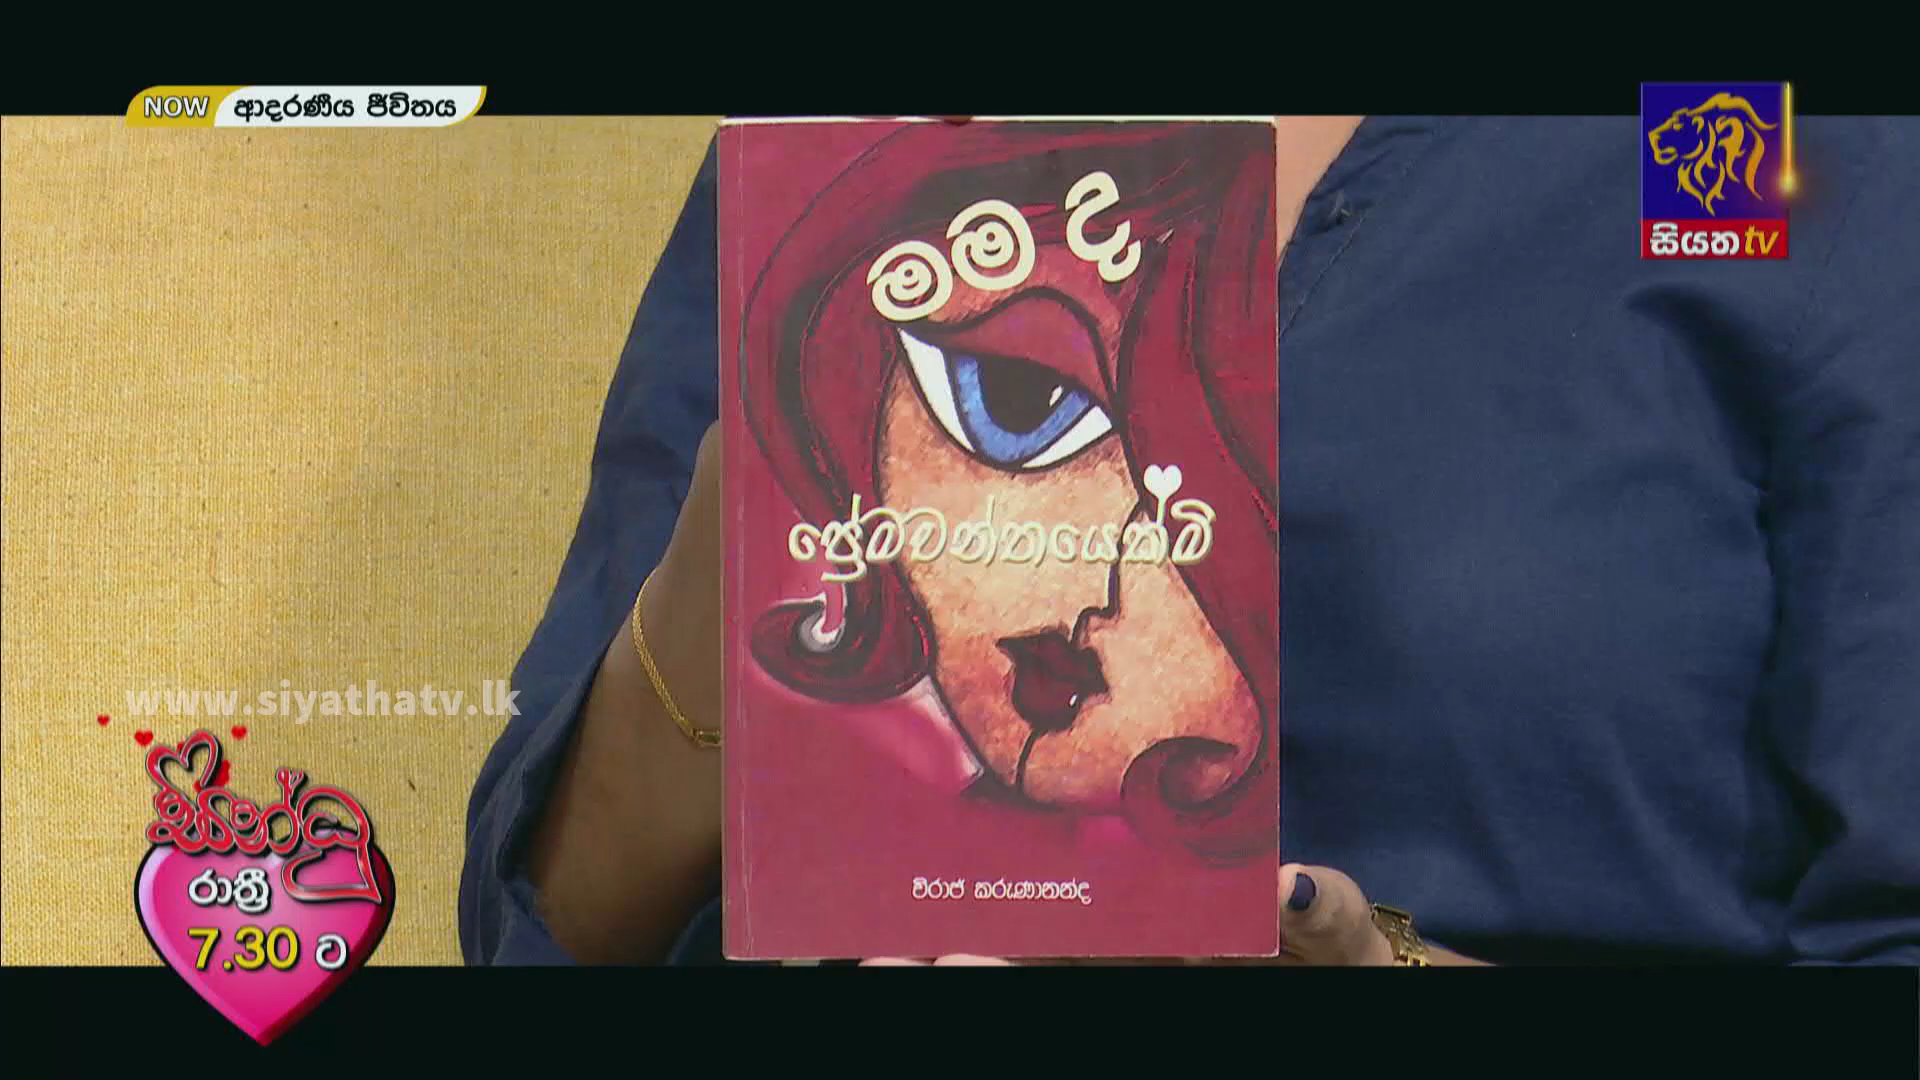 NOW ආදරණීය ජීවිතය
සියත tv
මම ද
ප්‍රේමවන්තයෙක්මි
විරාජ් කරුණානන්ද
www.siyathatv.lk
සින්ධු
රාත්‍රී
7.30 ට